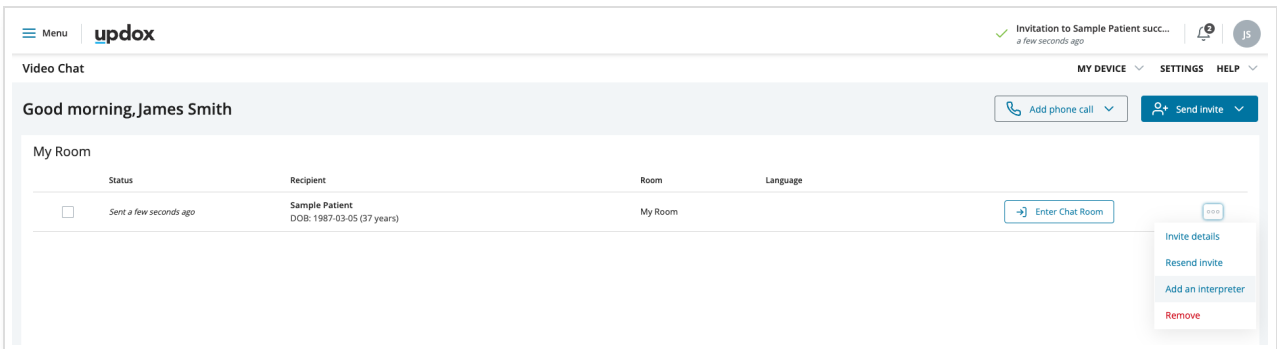 Menu
updox
Invitation to Sample Patient succ...
a few seconds ago
2
JS
Video Chat
MY DEVICE
SETTINGS
HELP
Good morning, James Smith
Add phone call
Send invite
My Room
Status
Recipient
Room
Language
Sent a few seconds ago
Sample Patient
DOB: 1987-03-05 (37 years)
My Room
Enter Chat Room
Invite details
Resend invite
Add an interpreter
Remove